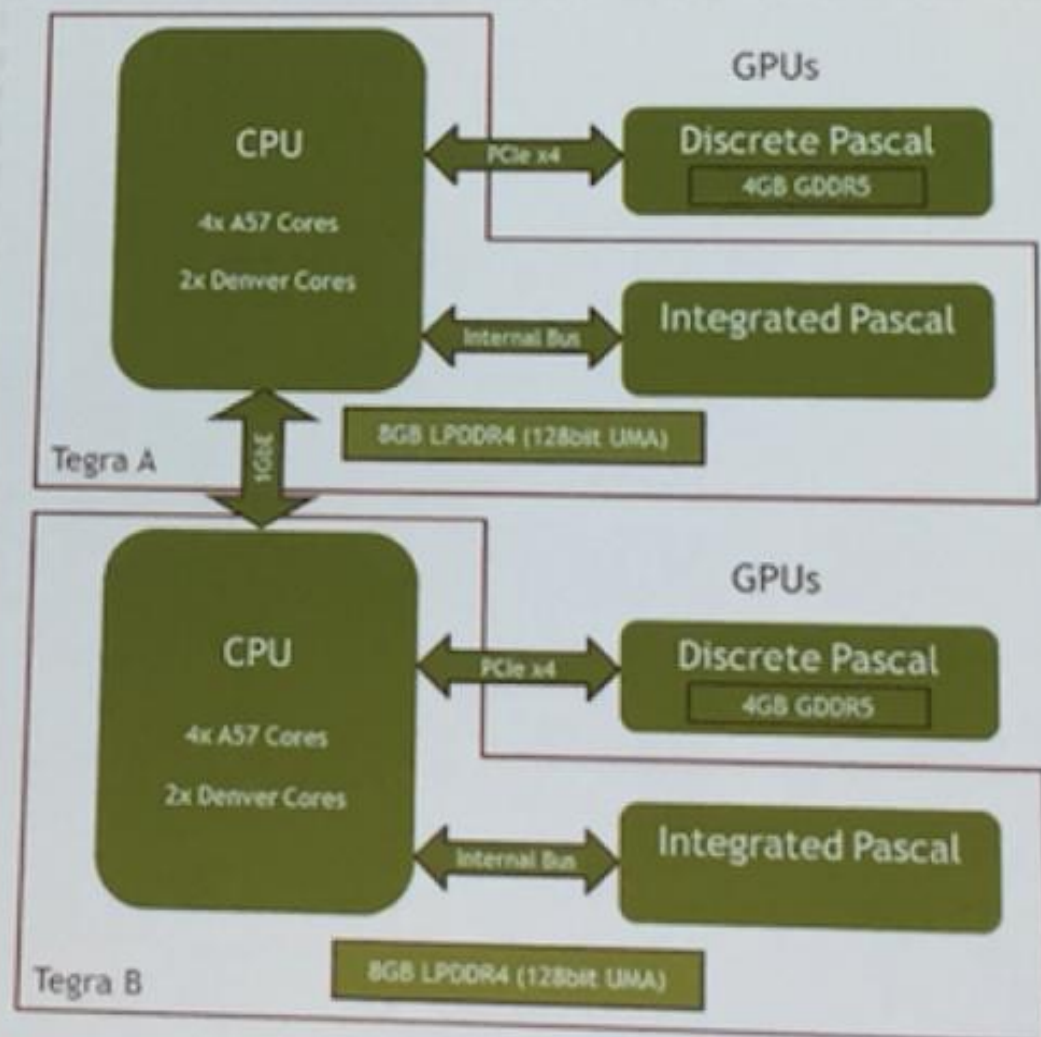 GPUs
CPU
4x A57 Cores
2x Denver Cores
PCIe x4
Discrete Pascal
4GB GDDR5
Internal Bus
Integrated Pascal
8GB LPDDR4 (128bit UMA)
Tegra A
1GbE
GPUs
CPU
4x A57 Cores
2x Denver Cores
PCIe x4
Discrete Pascal
4GB GDDR5
Internal Bus
Integrated Pascal
8GB LPDDR4 (128bit UMA)
Tegra B